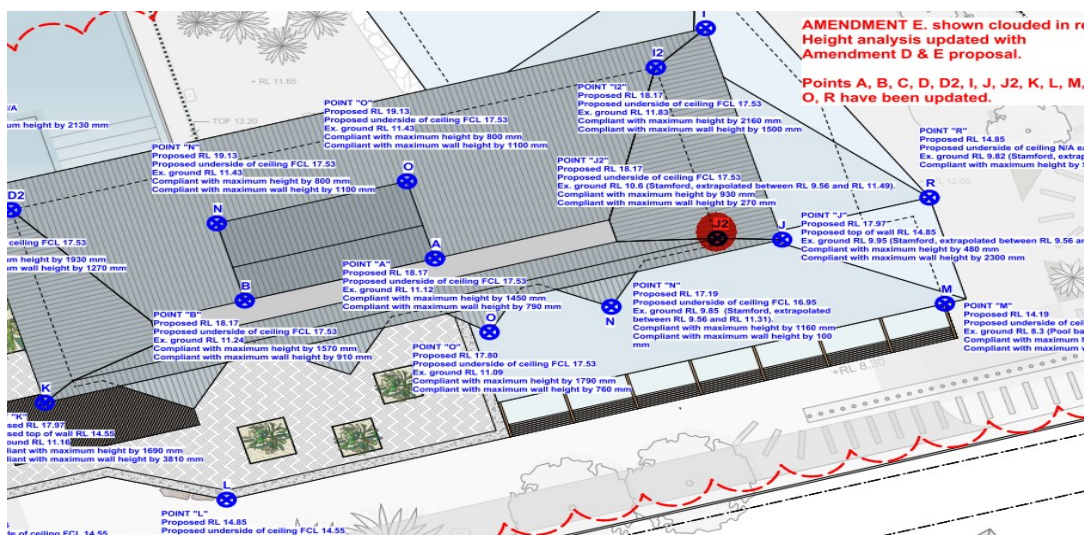 AMENDMENT E. shown clouded in
Height analysis updated with
Amendment D & E proposal.
Points A, B, C, D, D2, I, J, J2, K, L, M,
O, R have been updated.
I
I2
+ RL 11.85
TOF 13.20
N/A
height by 2130 mm
POINT "O"
Proposed RL 19.13
Proposed underside of ceiling FCL 17.53
Ex. ground RL 11.43
Compliant with maximum height by 800 mm
Compliant with maximum wall height by 1100 mm
POINT "I2"
Proposed RL 18.17
Proposed underside of ceiling FCL 17.53
Ex. ground RL 11.83
Compliant with maximum height by 2160 mm
Compliant with maximum wall height by 1500 mm
POINT "R"
Proposed RL 14.85
Proposed underside of ceiling N/A
Ex. ground RL 9.82 (Stamford,
Compliant with maximum height by
POINT "N"
Proposed RL 19.13
Proposed underside of ceiling FCL 17.53
Ex. ground RL 11.43
Compliant with maximum height by 800 mm
Compliant with maximum wall height by 1100 mm
POINT "J2"
Proposed RL 18.17
Proposed underside of ceiling FCL 17.53
Ex. ground RL 10.6 (Stamford, extrapolated between RL 9.56 and RL 11.49).
Compliant with maximum height by 930 mm
Compliant with maximum wall height by 270 mm
12.00
D2
O
N
R
J2
J
A
B
ceiling FCL 17.53
height by 1930 mm
wall height by 1270 mm
POINT "J"
Proposed RL 17.97
Proposed top of wall RL 14.85
Ex. ground RL 9.95 (Stamford, extrapolated between RL 9.56
Compliant with maximum height by 480 mm
Compliant with maximum wall height by 2300 mm
POINT "A"
Proposed RL 18.17
Proposed underside of ceiling FCL 17.53
Ex. ground RL 11.12
Compliant with maximum height by 1450 mm
Compliant with maximum wall height by 790 mm
POINT "N"
Proposed RL 17.19
Proposed underside of ceiling FCL 16.95
Ex. ground RL 9.85 (Stamford, extrapolated
between RL 9.56 and RL 11.31).
Compliant with maximum height by 1160 mm
Compliant with maximum wall height by 100
mm
N
M
O
POINT "M"
Proposed RL 14.19
Proposed underside of
Ex. ground RL 8.3 (Pool
Compliant with maximum
Compliant with maximum
POINT "B"
Proposed RL 18.17
Proposed underside of ceiling FCL 17.53
Ex. ground RL 11.24
Compliant with maximum height by 1570 mm
Compliant with maximum wall height by 910 mm
POINT "O"
Proposed RL 17.80
Proposed underside of ceiling FCL 17.53
Ex. ground RL 11.09
Compliant with maximum height by 1790 mm
Compliant with maximum wall height by 760 mm
+RL 8.30
K
"K"
RL 17.97
top of wall RL 14.55
RL 11.16
with maximum height by 1690 mm
with maximum wall height by 3810 mm
L
POINT "L"
Proposed RL 14.85
Proposed underside of ceiling FCL 14.55
of ceiling FCL 14.55